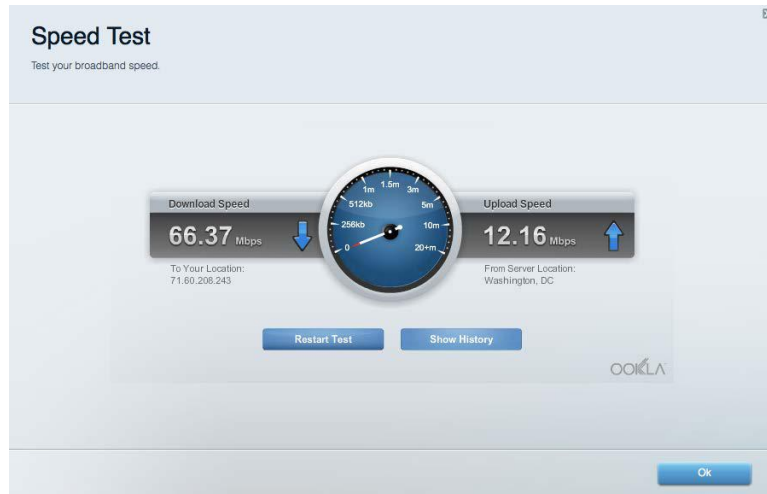 Speed Test
Test your broadband speed.
1m 1.5m 3m
512kb 5m
256kb 10m
0 20+m
Download Speed
66.37 Mbps
To Your Location:
71.60.208.243
Upload Speed
12.16 Mbps
From Server Location:
Washington, DC
Restart Test
Show History
OOKLA
Ok